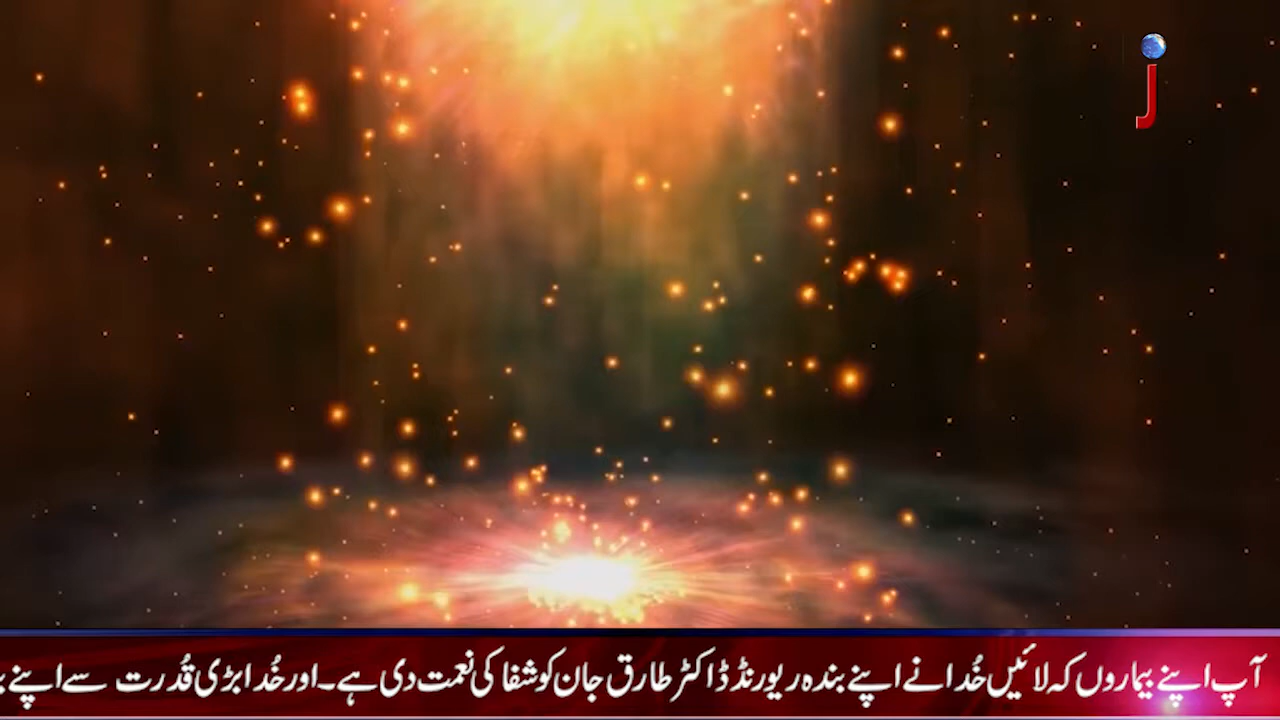 آپ اپنے بیماروں کہ لائیں خُدا نے اپنے بندہ ریورنڈ ڈاکٹر طارق جان کو شفا کی نعمت دی ہے۔ اور خُدا بڑی قُدرت سے اپنے
J